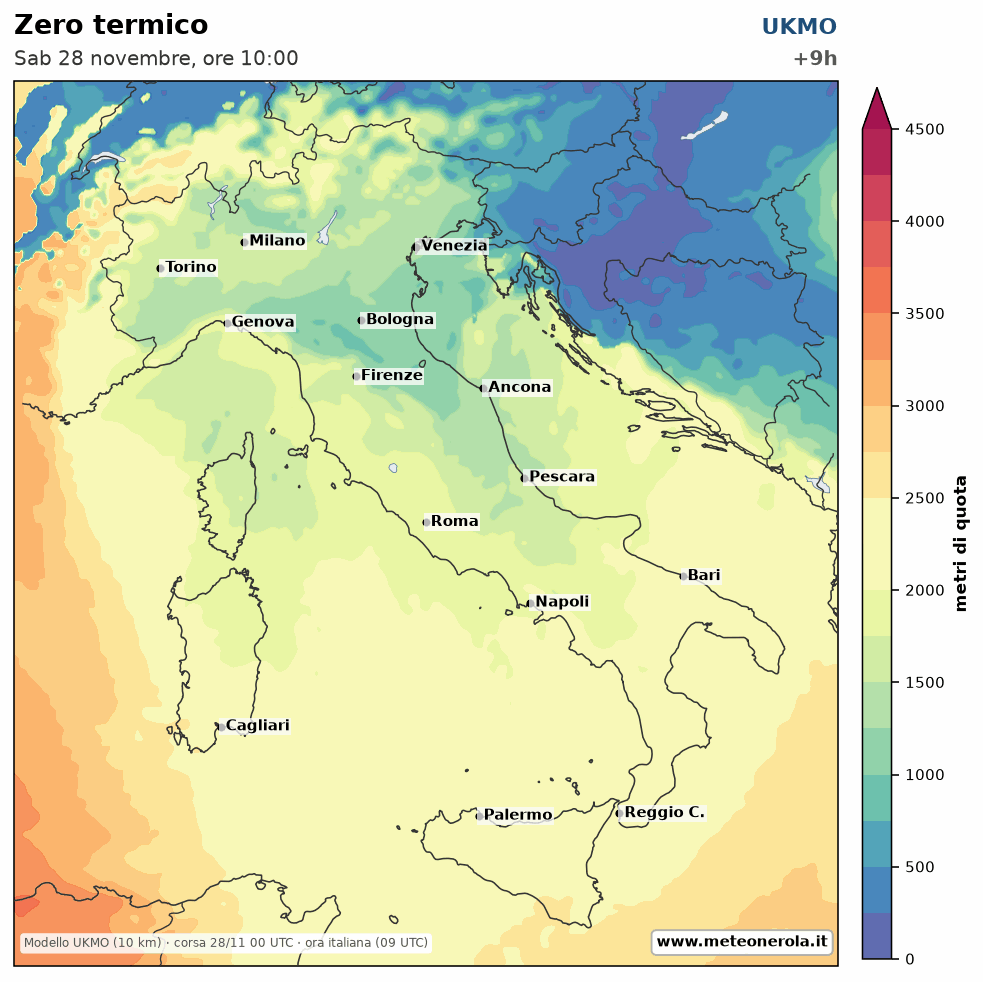 Zero termico
UKMO
Sab 28 novembre, ore 10:00
+9h
4500
4000
3500
3000
2500
2000
1500
1000
500
0
metri di quota
Milano
Venezia
Torino
Genova
Bologna
Firenze
Ancona
Pescara
Roma
Bari
Napoli
Cagliari
Palermo
Reggio C.
Modello UKMO (10 km) · corsa 28/11 00 UTC · ora italiana (09 UTC)
www.meteonerola.it